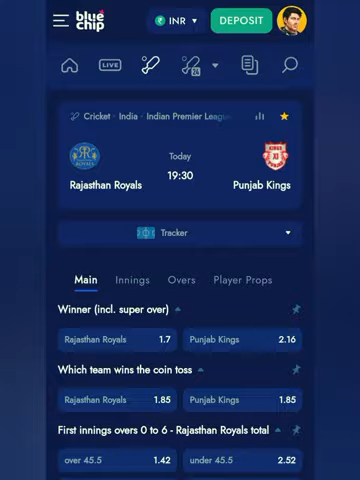 blue chip
INR
DEPOSIT
LIVE
24
Cricket · India · Indian Premier League
Today
19:30
Rajasthan Royals
Punjab Kings
Tracker
Main Innings Overs Player Props
Winner (incl. super over)
Rajasthan Royals 1.7 Punjab Kings 2.16
Which team wins the coin toss
Rajasthan Royals 1.85 Punjab Kings 1.85
First innings overs 0 to 6 - Rajasthan Royals total
over 45.5 1.42 under 45.5 2.52